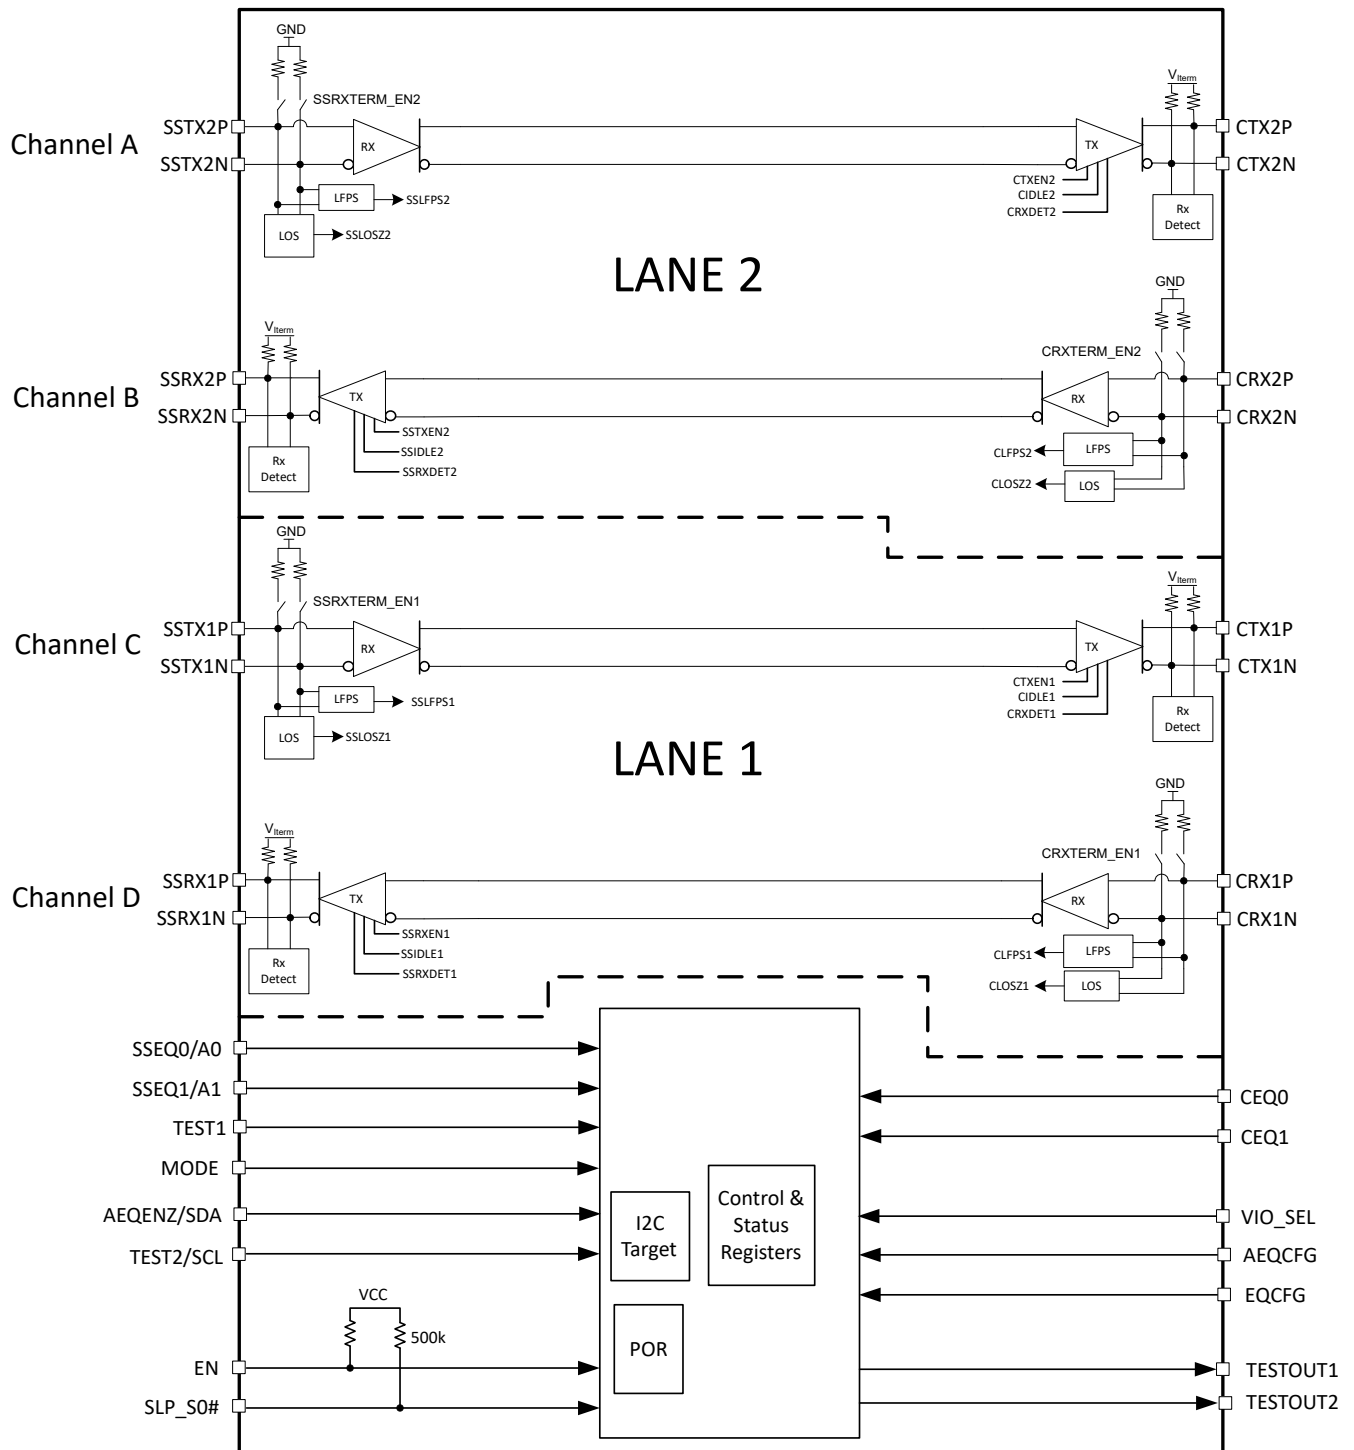 GND
SSRXTERM_EN2
VIterm
Channel A
SSTX2P
SSTX2N
RX
TX
CTX2P
CTX2N
CTXEN2
CIDLE2
CRXDET2
LFPS
SSLFPS2
LOS
SSLOSZ2
Rx
Detect
LANE 2
GND
VIterm
CRXTERM_EN2
Channel B
SSRX2P
SSRX2N
TX
RX
CRX2P
CRX2N
SSTXEN2
SSIDLE2
SSRXDET2
Rx
Detect
CLFPS2
LFPS
CLOSZ2
LOS
GND
SSRXTERM_EN1
VIterm
Channel C
SSTX1P
SSTX1N
RX
TX
CTX1P
CTX1N
CTXEN1
CIDLE1
CRXDET1
LFPS
SSLFPS1
LOS
SSLOSZ1
Rx
Detect
LANE 1
GND
VIterm
CRXTERM_EN1
Channel D
SSRX1P
SSRX1N
TX
RX
CRX1P
CRX1N
SSRXEN1
SSIDLE1
SSRXDET1
Rx
Detect
CLFPS1
LFPS
CLOSZ1
LOS
SSEQ0/A0
SSEQ1/A1
TEST1
MODE
AEQENZ/SDA
TEST2/SCL
VCC
500k
EN
SLP_S0#
I2C
Target
Control &
Status
Registers
POR
CEQ0
CEQ1
VIO_SEL
AEQCFG
EQCFG
TESTOUT1
TESTOUT2